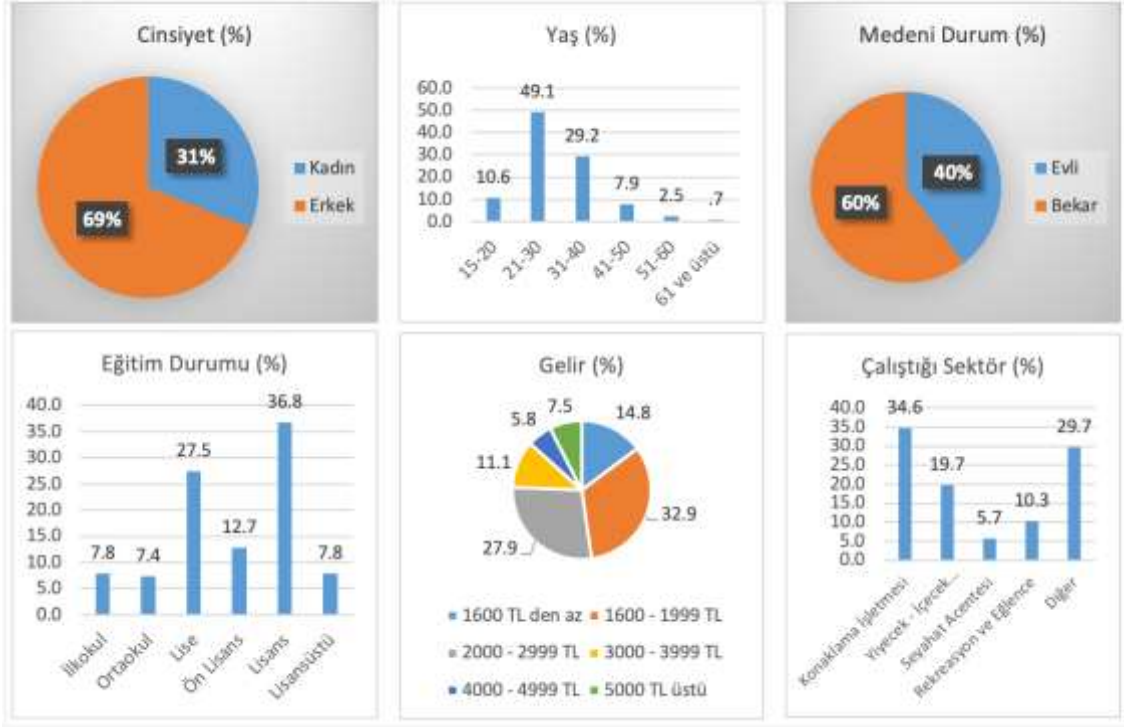 Cinsiyet (%)
31%
69%
Kadın
Erkek
Yaş (%)
60.0
50.0
40.0
30.0
20.0
10.0
0.0
10.6
49.1
29.2
7.9
2.5
.7
15-20
21-30
31-40
41-50
51-60
61 ve üstü
Medeni Durum (%)
40%
60%
Evli
Bekar
Eğitim Durumu (%)
40.0
35.0
30.0
25.0
20.0
15.0
10.0
5.0
0.0
7.8
7.4
27.5
12.7
36.8
7.8
İlkokul
Ortaokul
Lise
Ön Lisans
Lisans
Lisansüstü
Gelir (%)
14.8
32.9
27.9
11.1
5.8
7.5
1600 TL den az
1600 - 1999 TL
2000 - 2999 TL
3000 - 3999 TL
4000 - 4999 TL
5000 TL üstü
Çalıştığı Sektör (%)
40.0
35.0
30.0
25.0
20.0
15.0
10.0
5.0
0.0
34.6
19.7
5.7
10.3
29.7
Konaklama İşletmesi
Yiyecek - İçecek...
Seyahat Acentesi
Rekreasyon ve Eğlence
Diğer